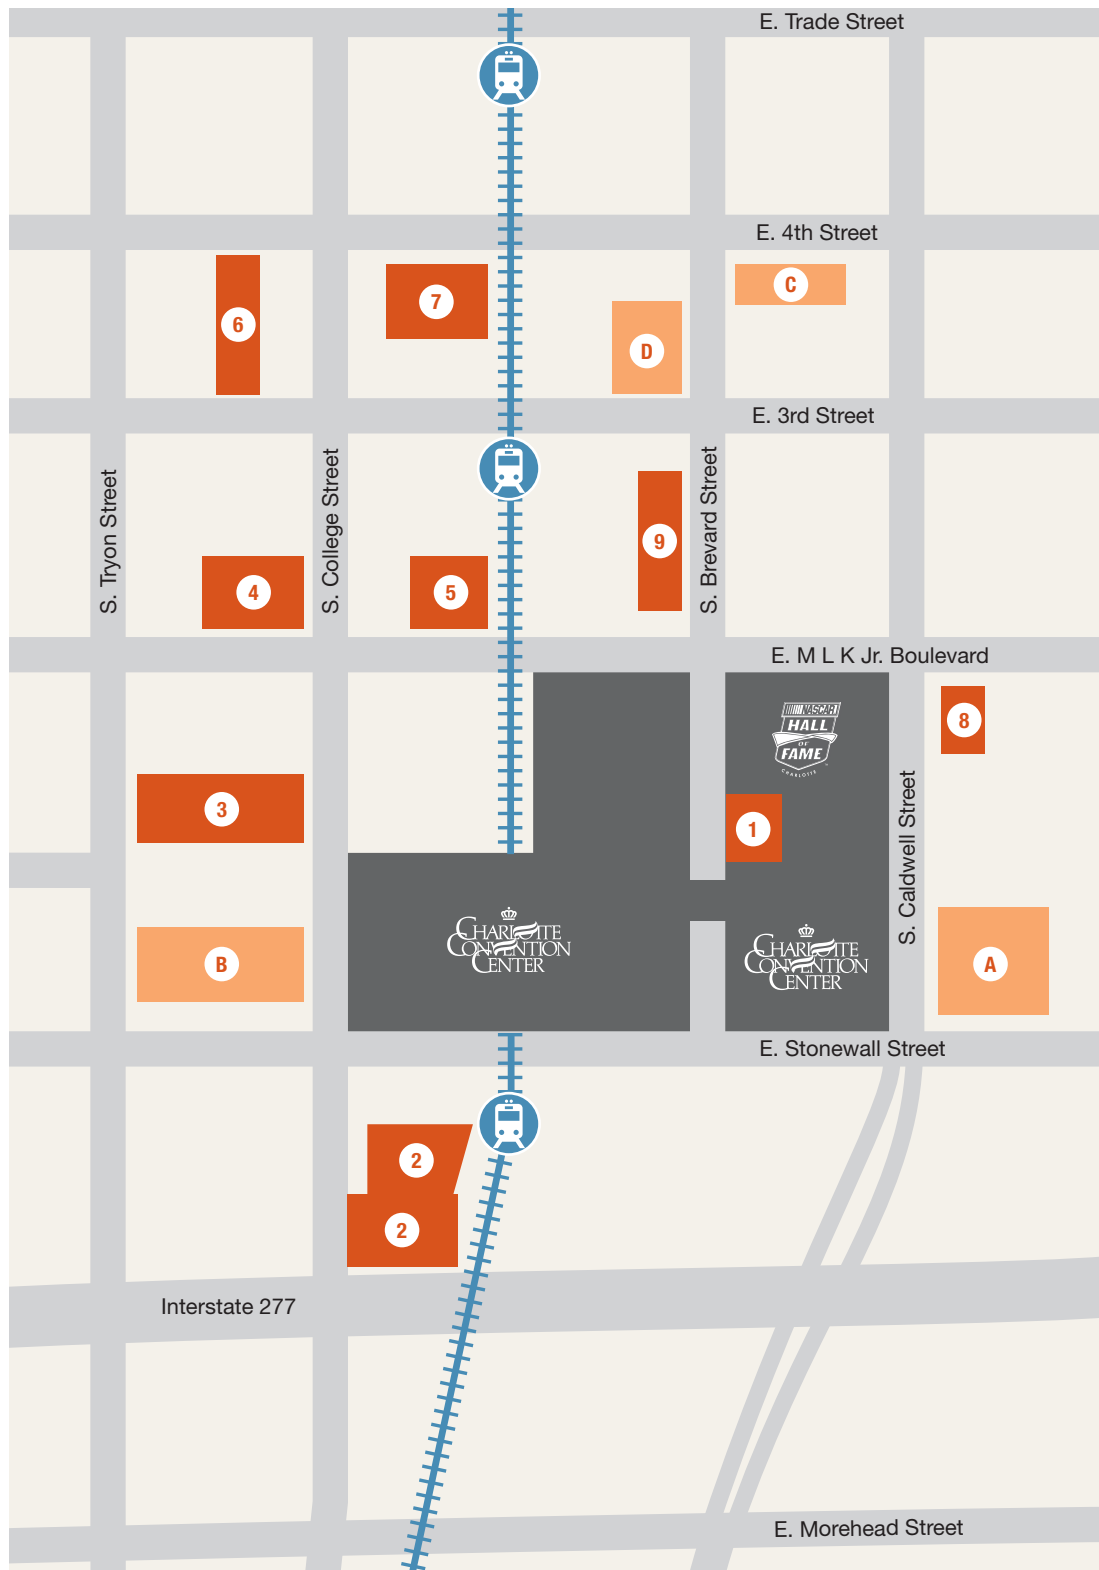 E. Trade Street
E. 4th Street
C
7
6
D
E. 3rd Street
S. Tryon Street
S. College Street
S. Brevard Street
9
4
5
E. M L K Jr. Boulevard
NASCAR
HALL
OF
FAME
CHARLOTTE
8
3
1
S. Caldwell Street
CHARLOTTE
CONVENTION
CENTER
CHARLOTTE
CONVENTION
CENTER
B
A
E. Stonewall Street
2
2
Interstate 277
E. Morehead Street